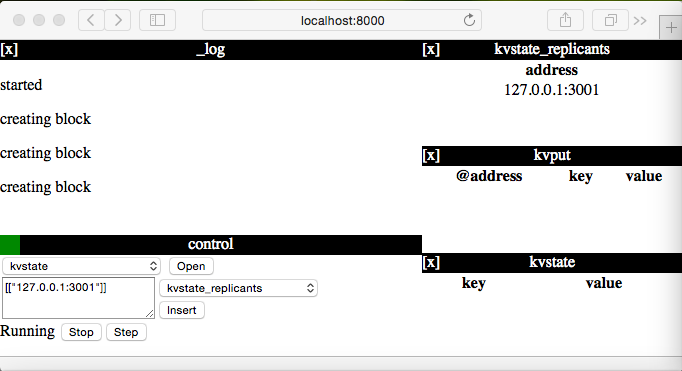 localhost:8000
[x] _log
started
creating block
creating block
creating block
control
kvstate Open
[["127.0.0.1:3001"]] kvstate_replicants
Insert
Running Stop Step
[x] kvstate_replicants
address
127.0.0.1:3001
[x] kvput
@address key value
[x] kvstate
key value